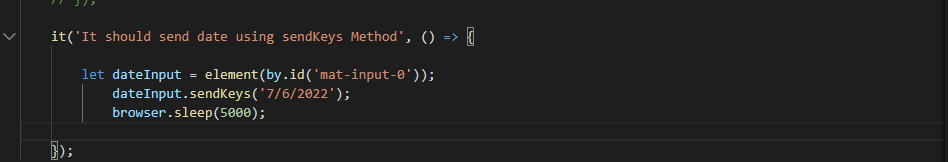 // });
it('It should send date using sendKeys Method', () => {
let dateInput = element(by.id('mat-input-0'));
dateInput.sendKeys('7/6/2022');
browser.sleep(5000);
});